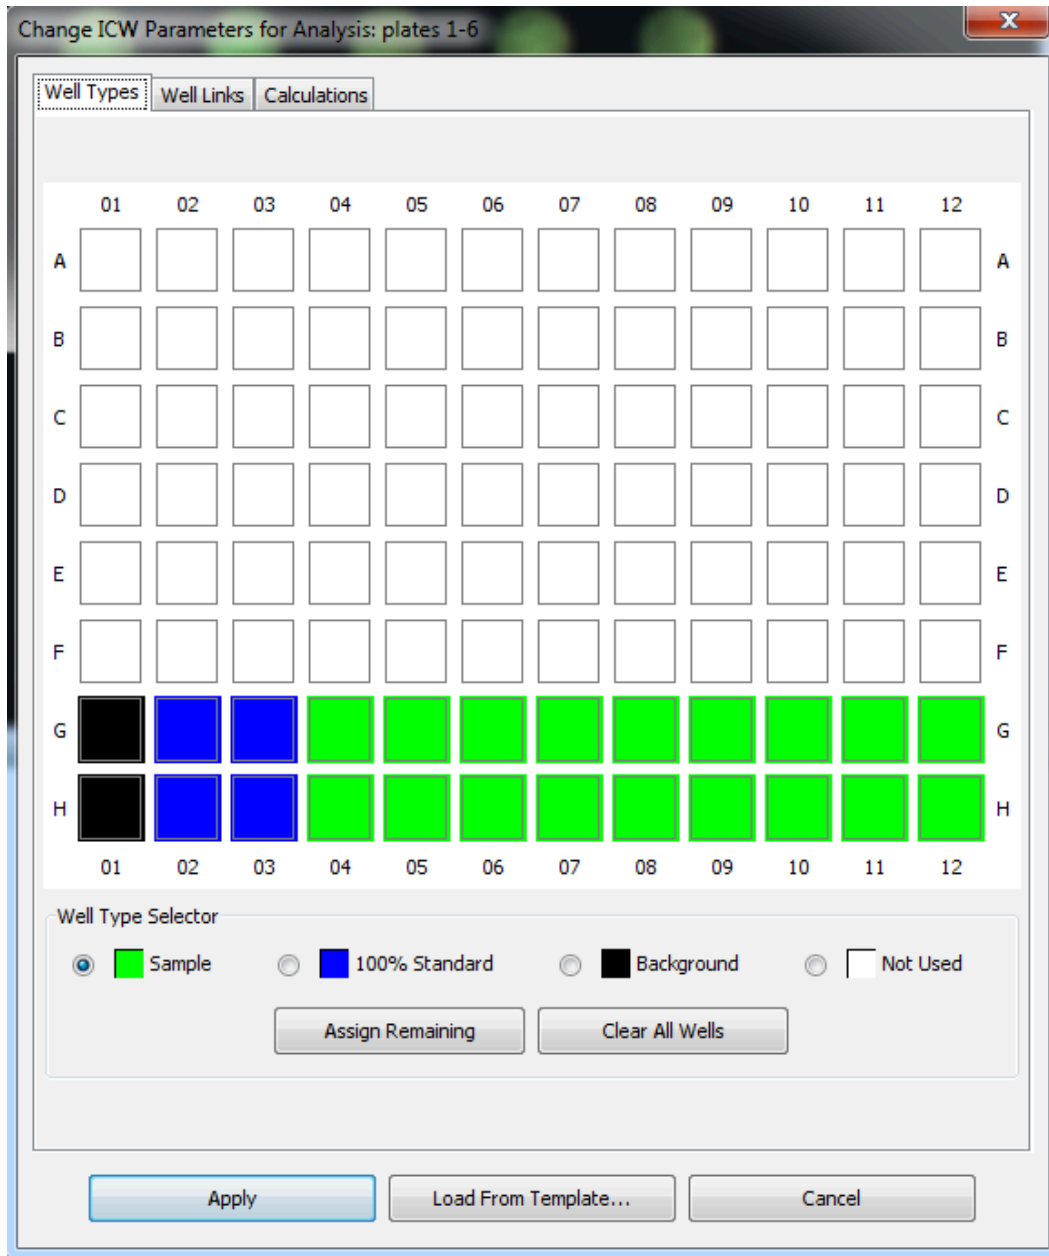 Change ICW Parameters for Analysis: plates 1-6
x
Well Types Well Links Calculations
01 02 03 04 05 06 07 08 09 10 11 12
A A
B B
C C
D D
E E
F F
G G
H H
01 02 03 04 05 06 07 08 09 10 11 12
Well Type Selector
Sample 100% Standard Background Not Used
Assign Remaining Clear All Wells
Apply Load From Template... Cancel